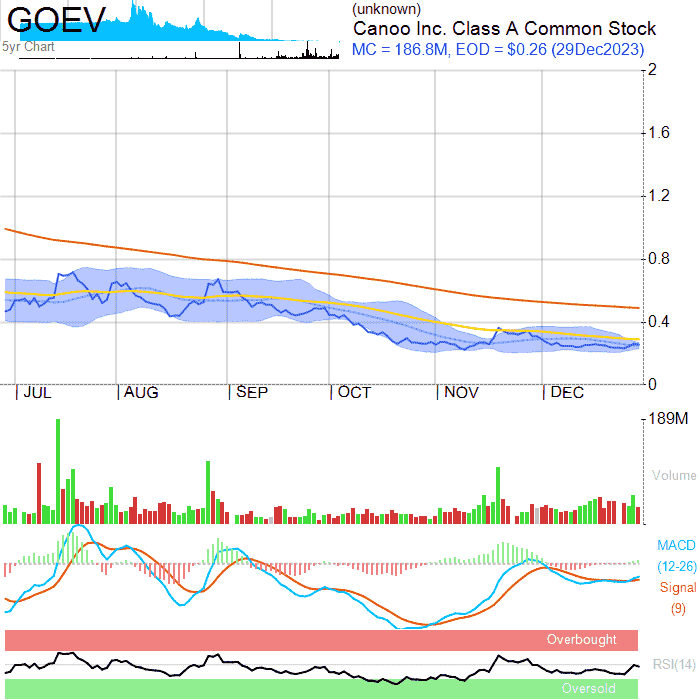 GOEV
5yr Chart
(unknown)
Canoo Inc. Class A Common Stock
MC = 186.8M, EOD = $0.26 (29Dec2023)
2
1.6
1.2
0.8
0.4
0
JUL AUG SEP OCT NOV DEC
189M
Volume
MACD
(12-26)
Signal
(9)
Overbought
RSI(14)
Oversold